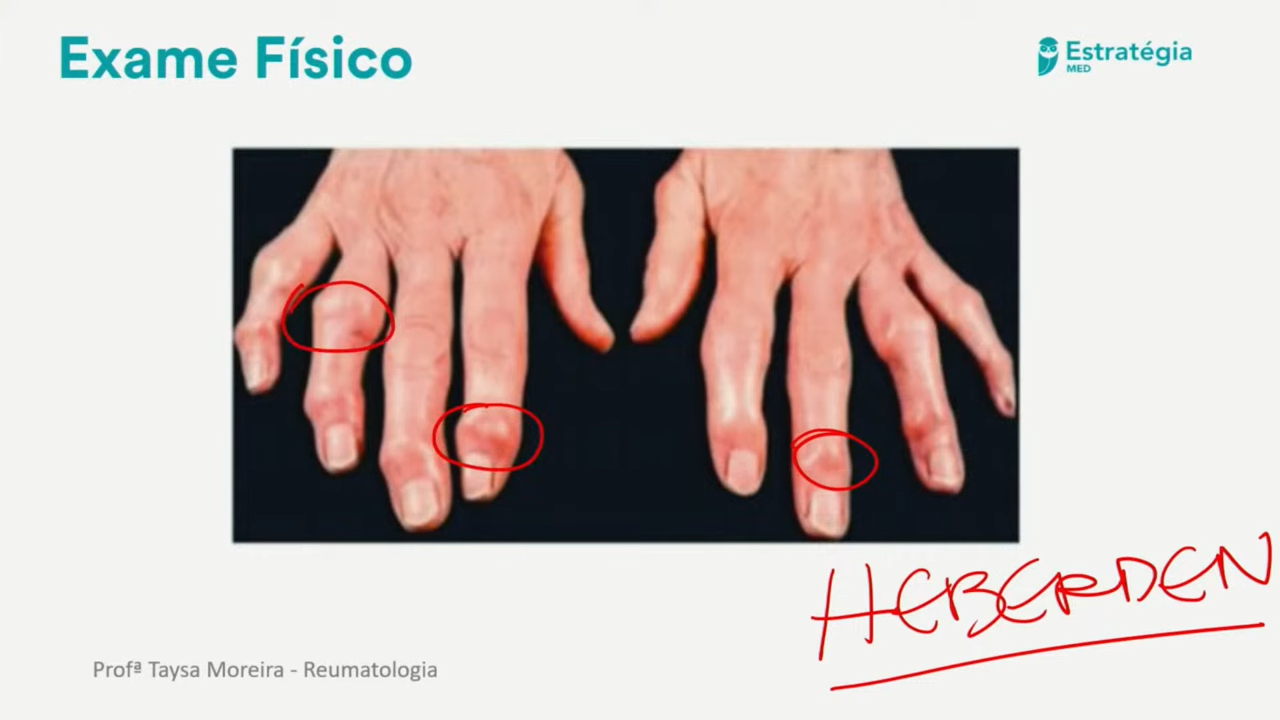 Exame Físico
Estratégia
MED
HEBERDEN
Profª Taysa Moreira - Reumatologia